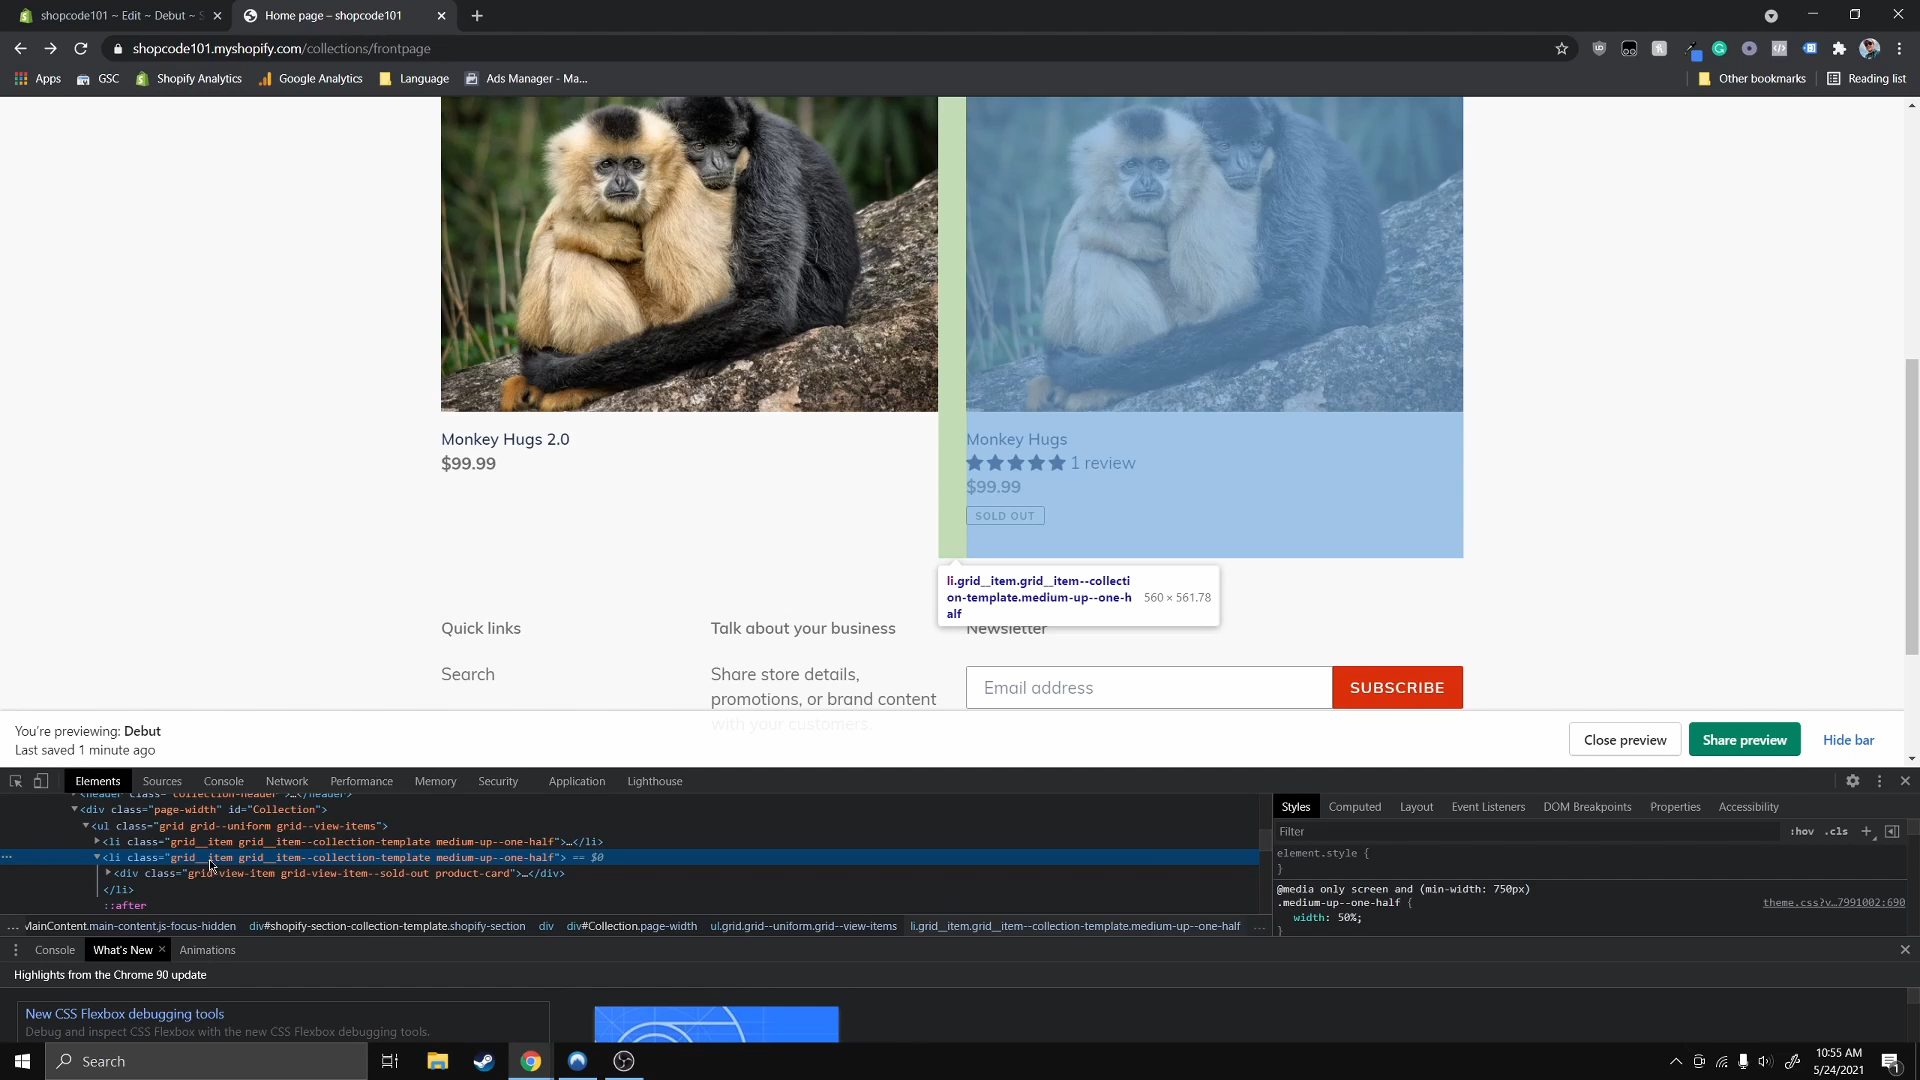 shopcode101 ~ Edit ~ Debut ~ S
Home page – shopcode101
shopcode101.myshopify.com/collections/frontpage
Apps
GSC
Shopify Analytics
Google Analytics
Language
Ads Manager - Ma...
Other bookmarks
Reading list
Monkey Hugs 2.0
$99.99
Monkey Hugs
1 review
$99.99
SOLD OUT
li.grid__item.grid__item--collecti
on-template.medium-up--one-h
alf
560 × 561.78
Quick links
Talk about your business
Newsletter
Search
Share store details,
promotions, or brand content
with your customers.
Email address
SUBSCRIBE
You're previewing: Debut
Last saved 1 minute ago
Close preview
Share preview
Hide bar
Elements
Sources
Console
Network
Performance
Memory
Security
Application
Lighthouse
<header class="collection-header">…</header>
<div class="page-width" id="Collection">
<ul class="grid grid--uniform grid--view-items">
<li class="grid__item grid__item--collection-template medium-up--one-half">…</li>
<li class="grid__item grid__item--collection-template medium-up--one-half"> == $0
<div class="grid-view-item grid-view-item--sold-out product-card">…</div>
</li>
::after
... MainContent.main-content.js-focus-hidden div#shopify-section-collection-template.shopify-section div div#Collection.page-width ul.grid.grid--uniform.grid--view-items li.grid__item.grid__item--collection-template.medium-up--one-half ...
Styles
Computed
Layout
Event Listeners
DOM Breakpoints
Properties
Accessibility
Filter
:hov .cls
element.style {
}
@media only screen and (min-width: 750px)
.medium-up--one-half {
theme.css?v…7991002:690
width: 50%;
}
Console
What's New
Animations
Highlights from the Chrome 90 update
New CSS Flexbox debugging tools
Debug and inspect CSS Flexbox with the new CSS Flexbox debugging tools.
Search
10:55 AM
5/24/2021
1